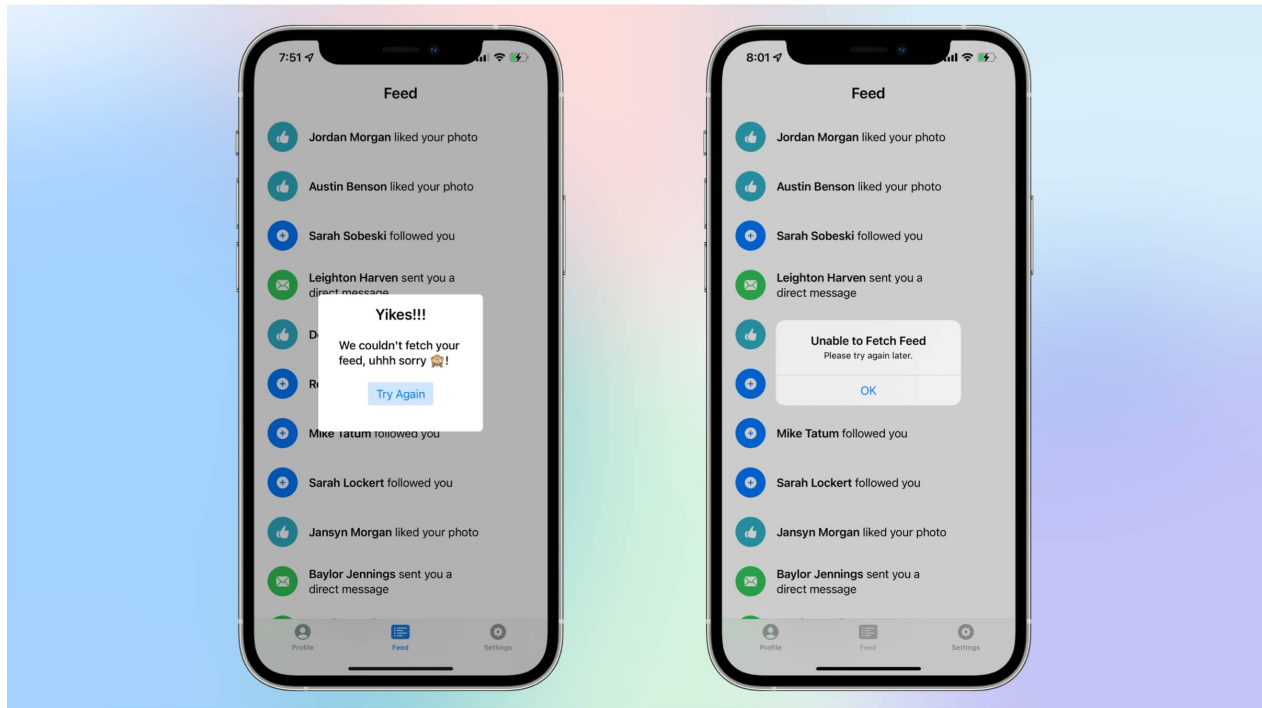 7:51
Feed
Jordan Morgan liked your photo
Austin Benson liked your photo
Sarah Sobeski followed you
Leighton Harven sent you a
direct message
Yikes!!!
We couldn't fetch your
feed, uhhh sorry 🙈!
Try Again
Mike Tatum followed you
Sarah Lockert followed you
Jansyn Morgan liked your photo
Baylor Jennings sent you a
direct message
Profile
Feed
Settings
8:01
Feed
Jordan Morgan liked your photo
Austin Benson liked your photo
Sarah Sobeski followed you
Leighton Harven sent you a
direct message
Unable to Fetch Feed
Please try again later.
OK
Mike Tatum followed you
Sarah Lockert followed you
Jansyn Morgan liked your photo
Baylor Jennings sent you a
direct message
Profile
Feed
Settings